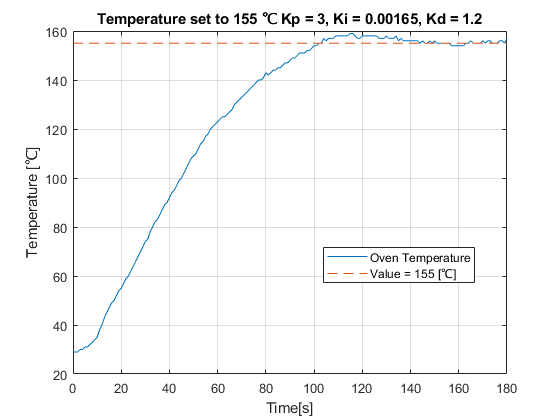 Temperature set to 155 ℃ Kp = 3, Ki = 0.00165, Kd = 1.2
160
140
120
100
80
60
40
20
Temperature [℃]
Oven Temperature
Value = 155 [℃]
0 20 40 60 80 100 120 140 160 180
Time[s]